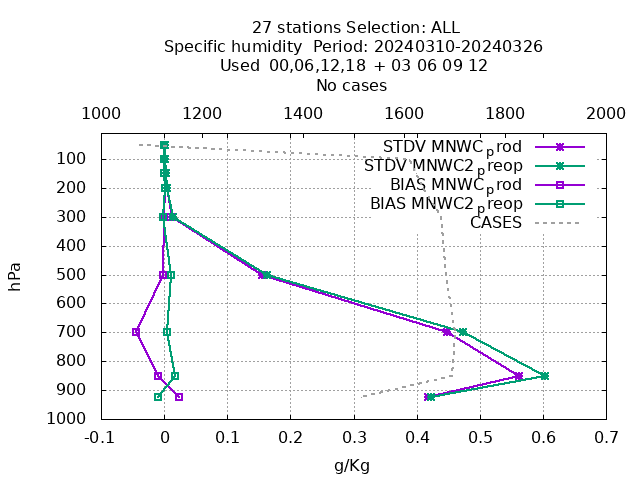 27 stations Selection: ALL
Specific humidity  Period: 20240310-20240326
Used  00,06,12,18  + 03 06 09 12
No cases
1000 1200 1400 1600 1800 2000
STDV MNWC_prod
STDV MNWC2_preop
BIAS MNWC_prod
BIAS MNWC2_preop
CASES
hPa
100
200
300
400
500
600
700
800
900
1000
-0.1 0 0.1 0.2 0.3 0.4 0.5 0.6 0.7
g/Kg